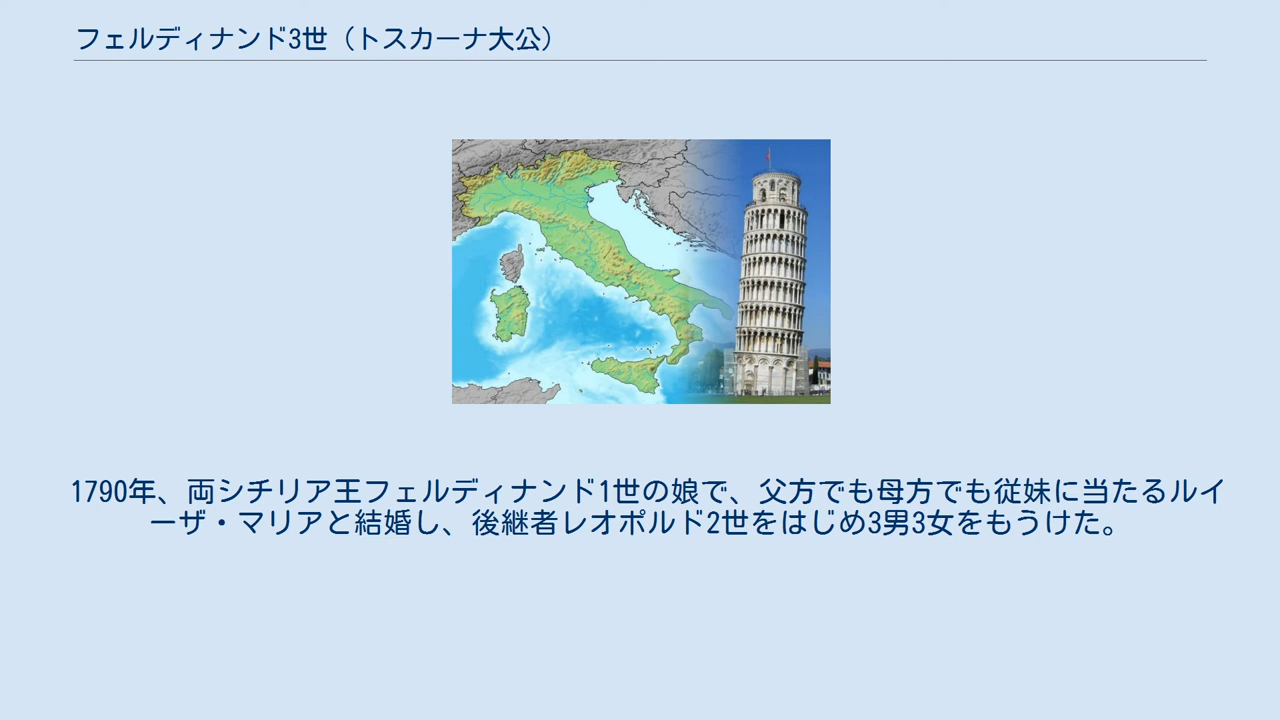 フェルディナンド3世（トスカーナ大公）
1790年、両シチリア王フェルディナンド1世の娘で、父方でも母方でも従妹に当たるルイ
ーザ・マリアと結婚し、後継者レオポルド2世をはじめ3男3女をもうけた。